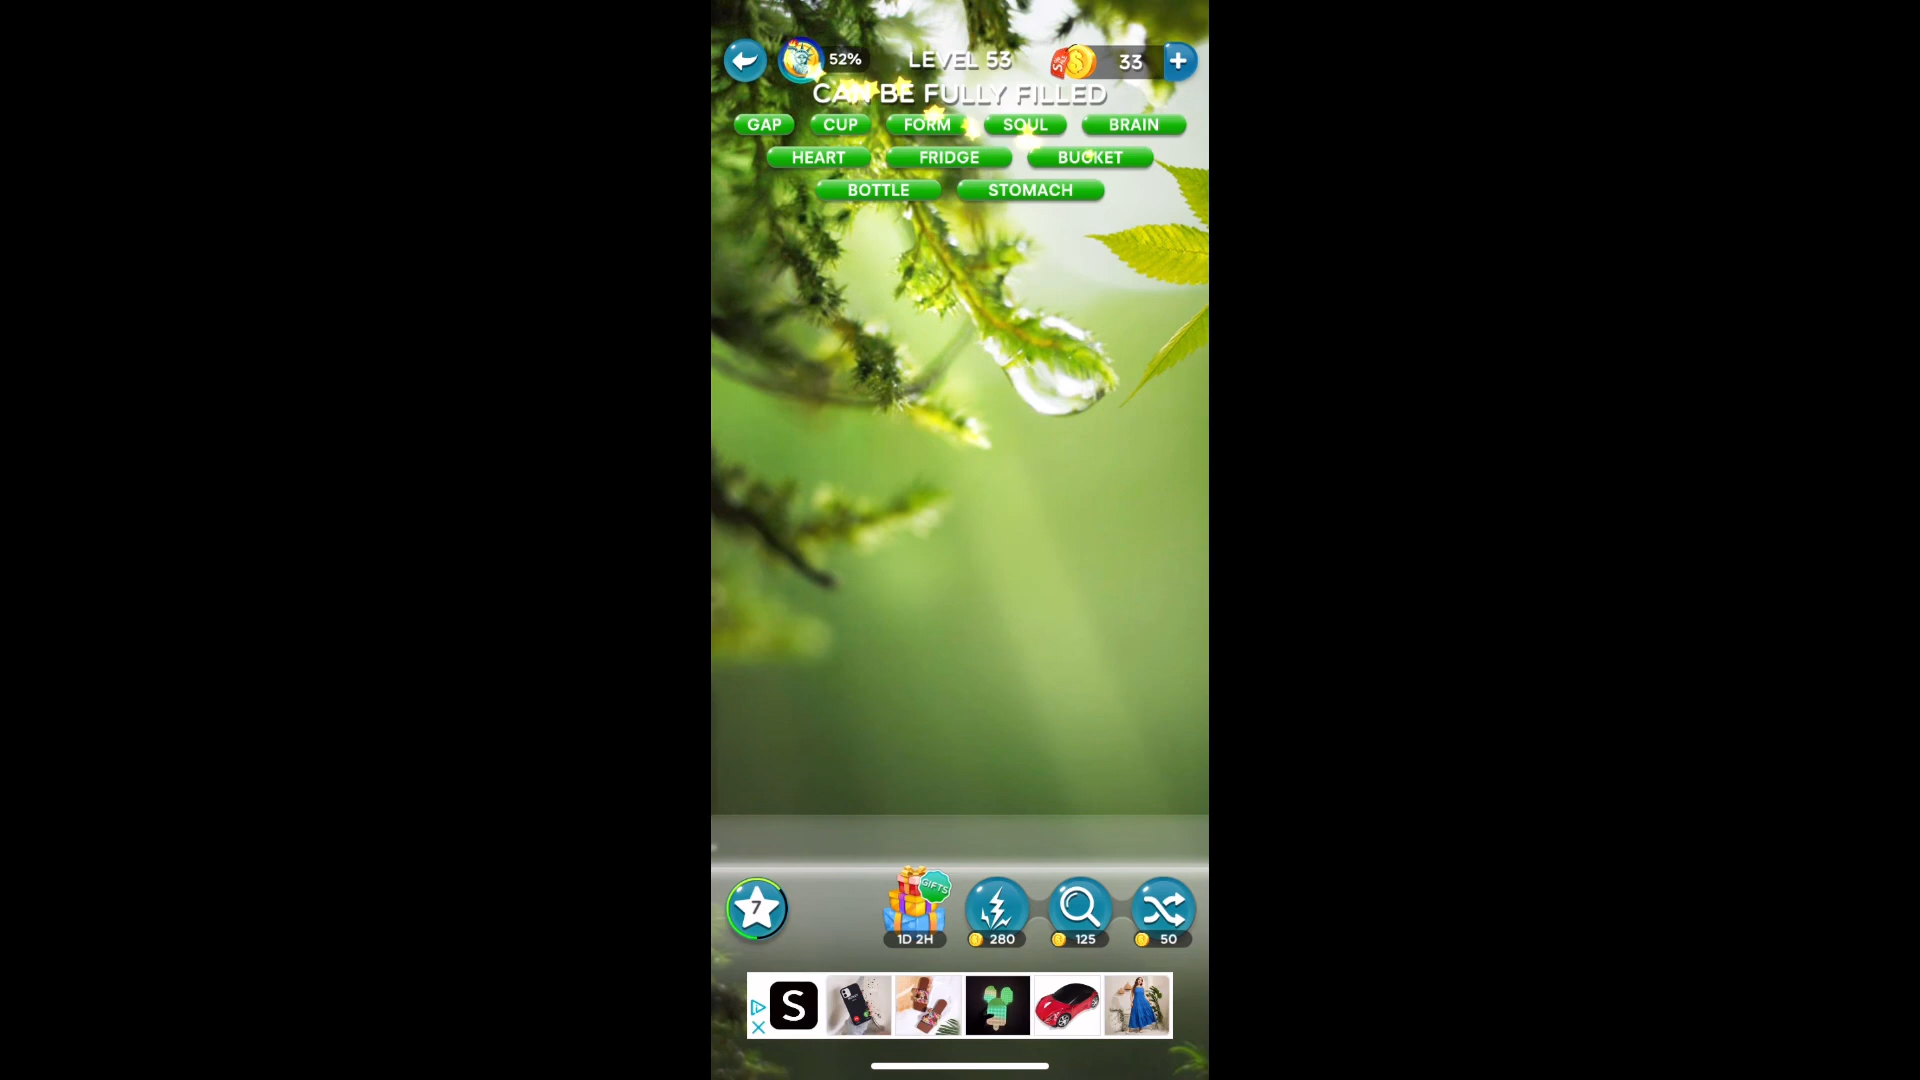 52% LEVEL 53 33
CAN BE FULLY FILLED
GAP CUP FORM SOUL BRAIN
HEART FRIDGE BUCKET
BOTTLE STOMACH
GIFTS
7 1D 2H 280 125 50
S